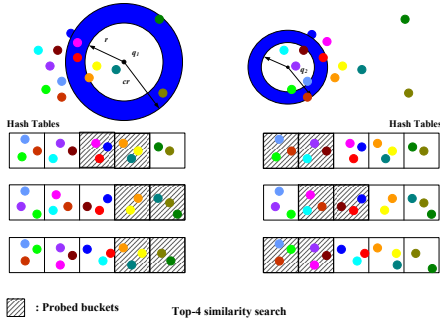 r
q1
cr
q2
Hash Tables
Hash Tables
: Probed buckets
Top-4 similarity search